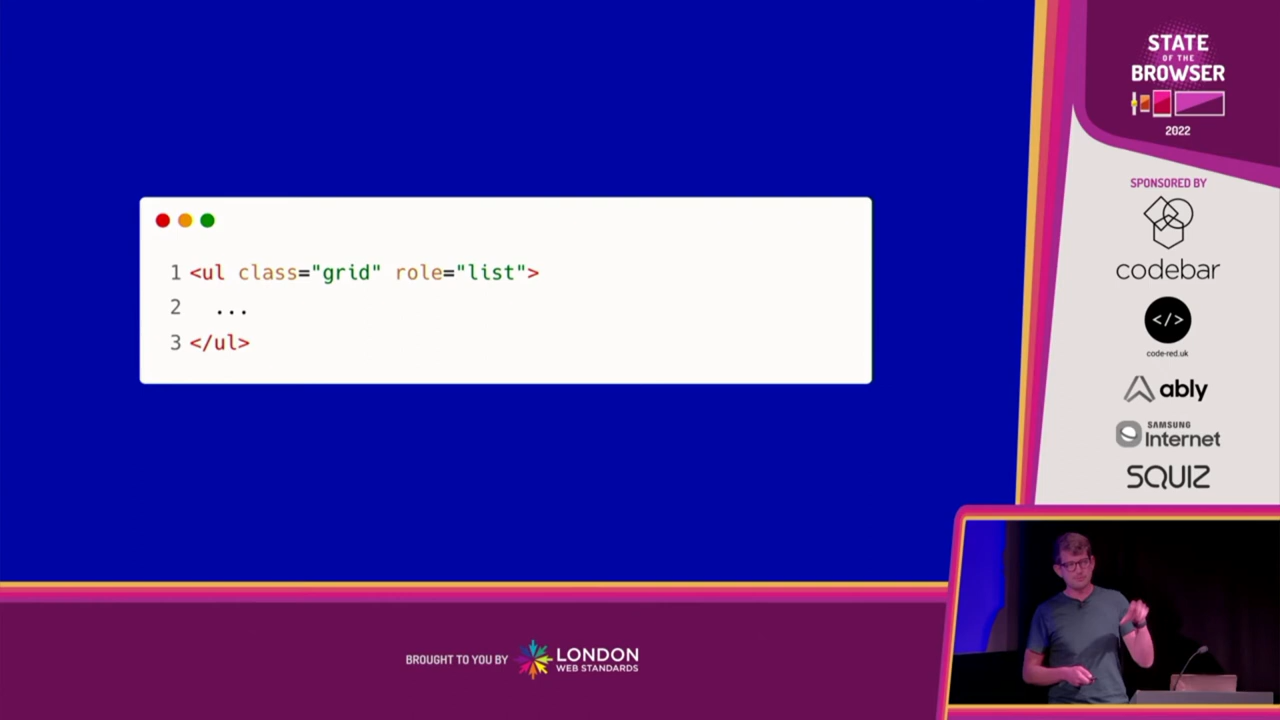 1 <ul class="grid" role="list">
2 ...
3 </ul>
STATE
OF THE
BROWSER
2022
SPONSORED BY
codebar
</>
code-red.uk
ably
SAMSUNG
Internet
SQUIZ
BROUGHT TO YOU BY
LONDON
WEB STANDARDS